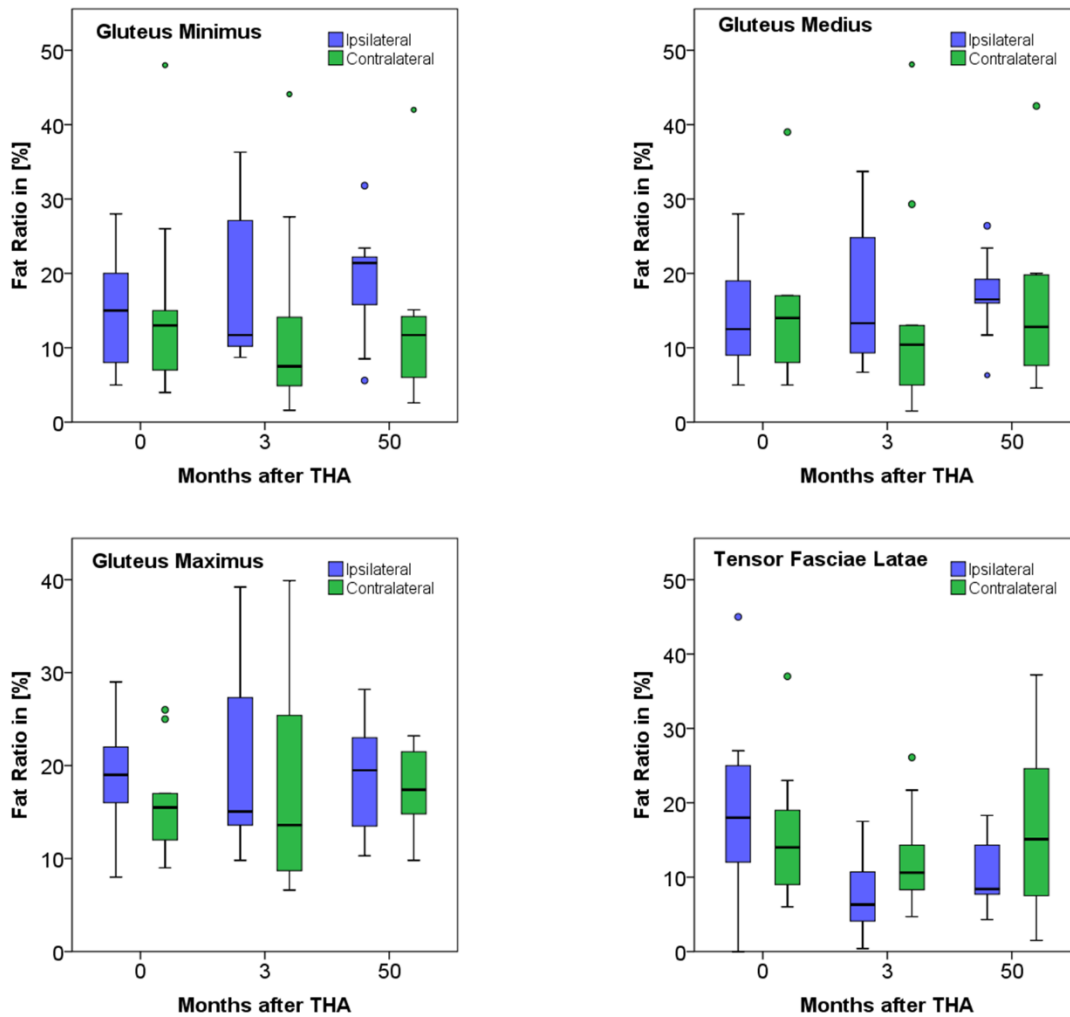 Gluteus Minimus
Ipsilateral
Contralateral
Fat Ratio in [%]
50
40
30
20
10
0
0 3 50
Months after THA
Gluteus Medius
Ipsilateral
Contralateral
Fat Ratio in [%]
50
40
30
20
10
0
0 3 50
Months after THA
Gluteus Maximus
Ipsilateral
Contralateral
Fat Ratio in [%]
40
30
20
10
0
0 3 50
Months after THA
Tensor Fasciae Latae
Ipsilateral
Contralateral
Fat Ratio in [%]
50
40
30
20
10
0
0 3 50
Months after THA